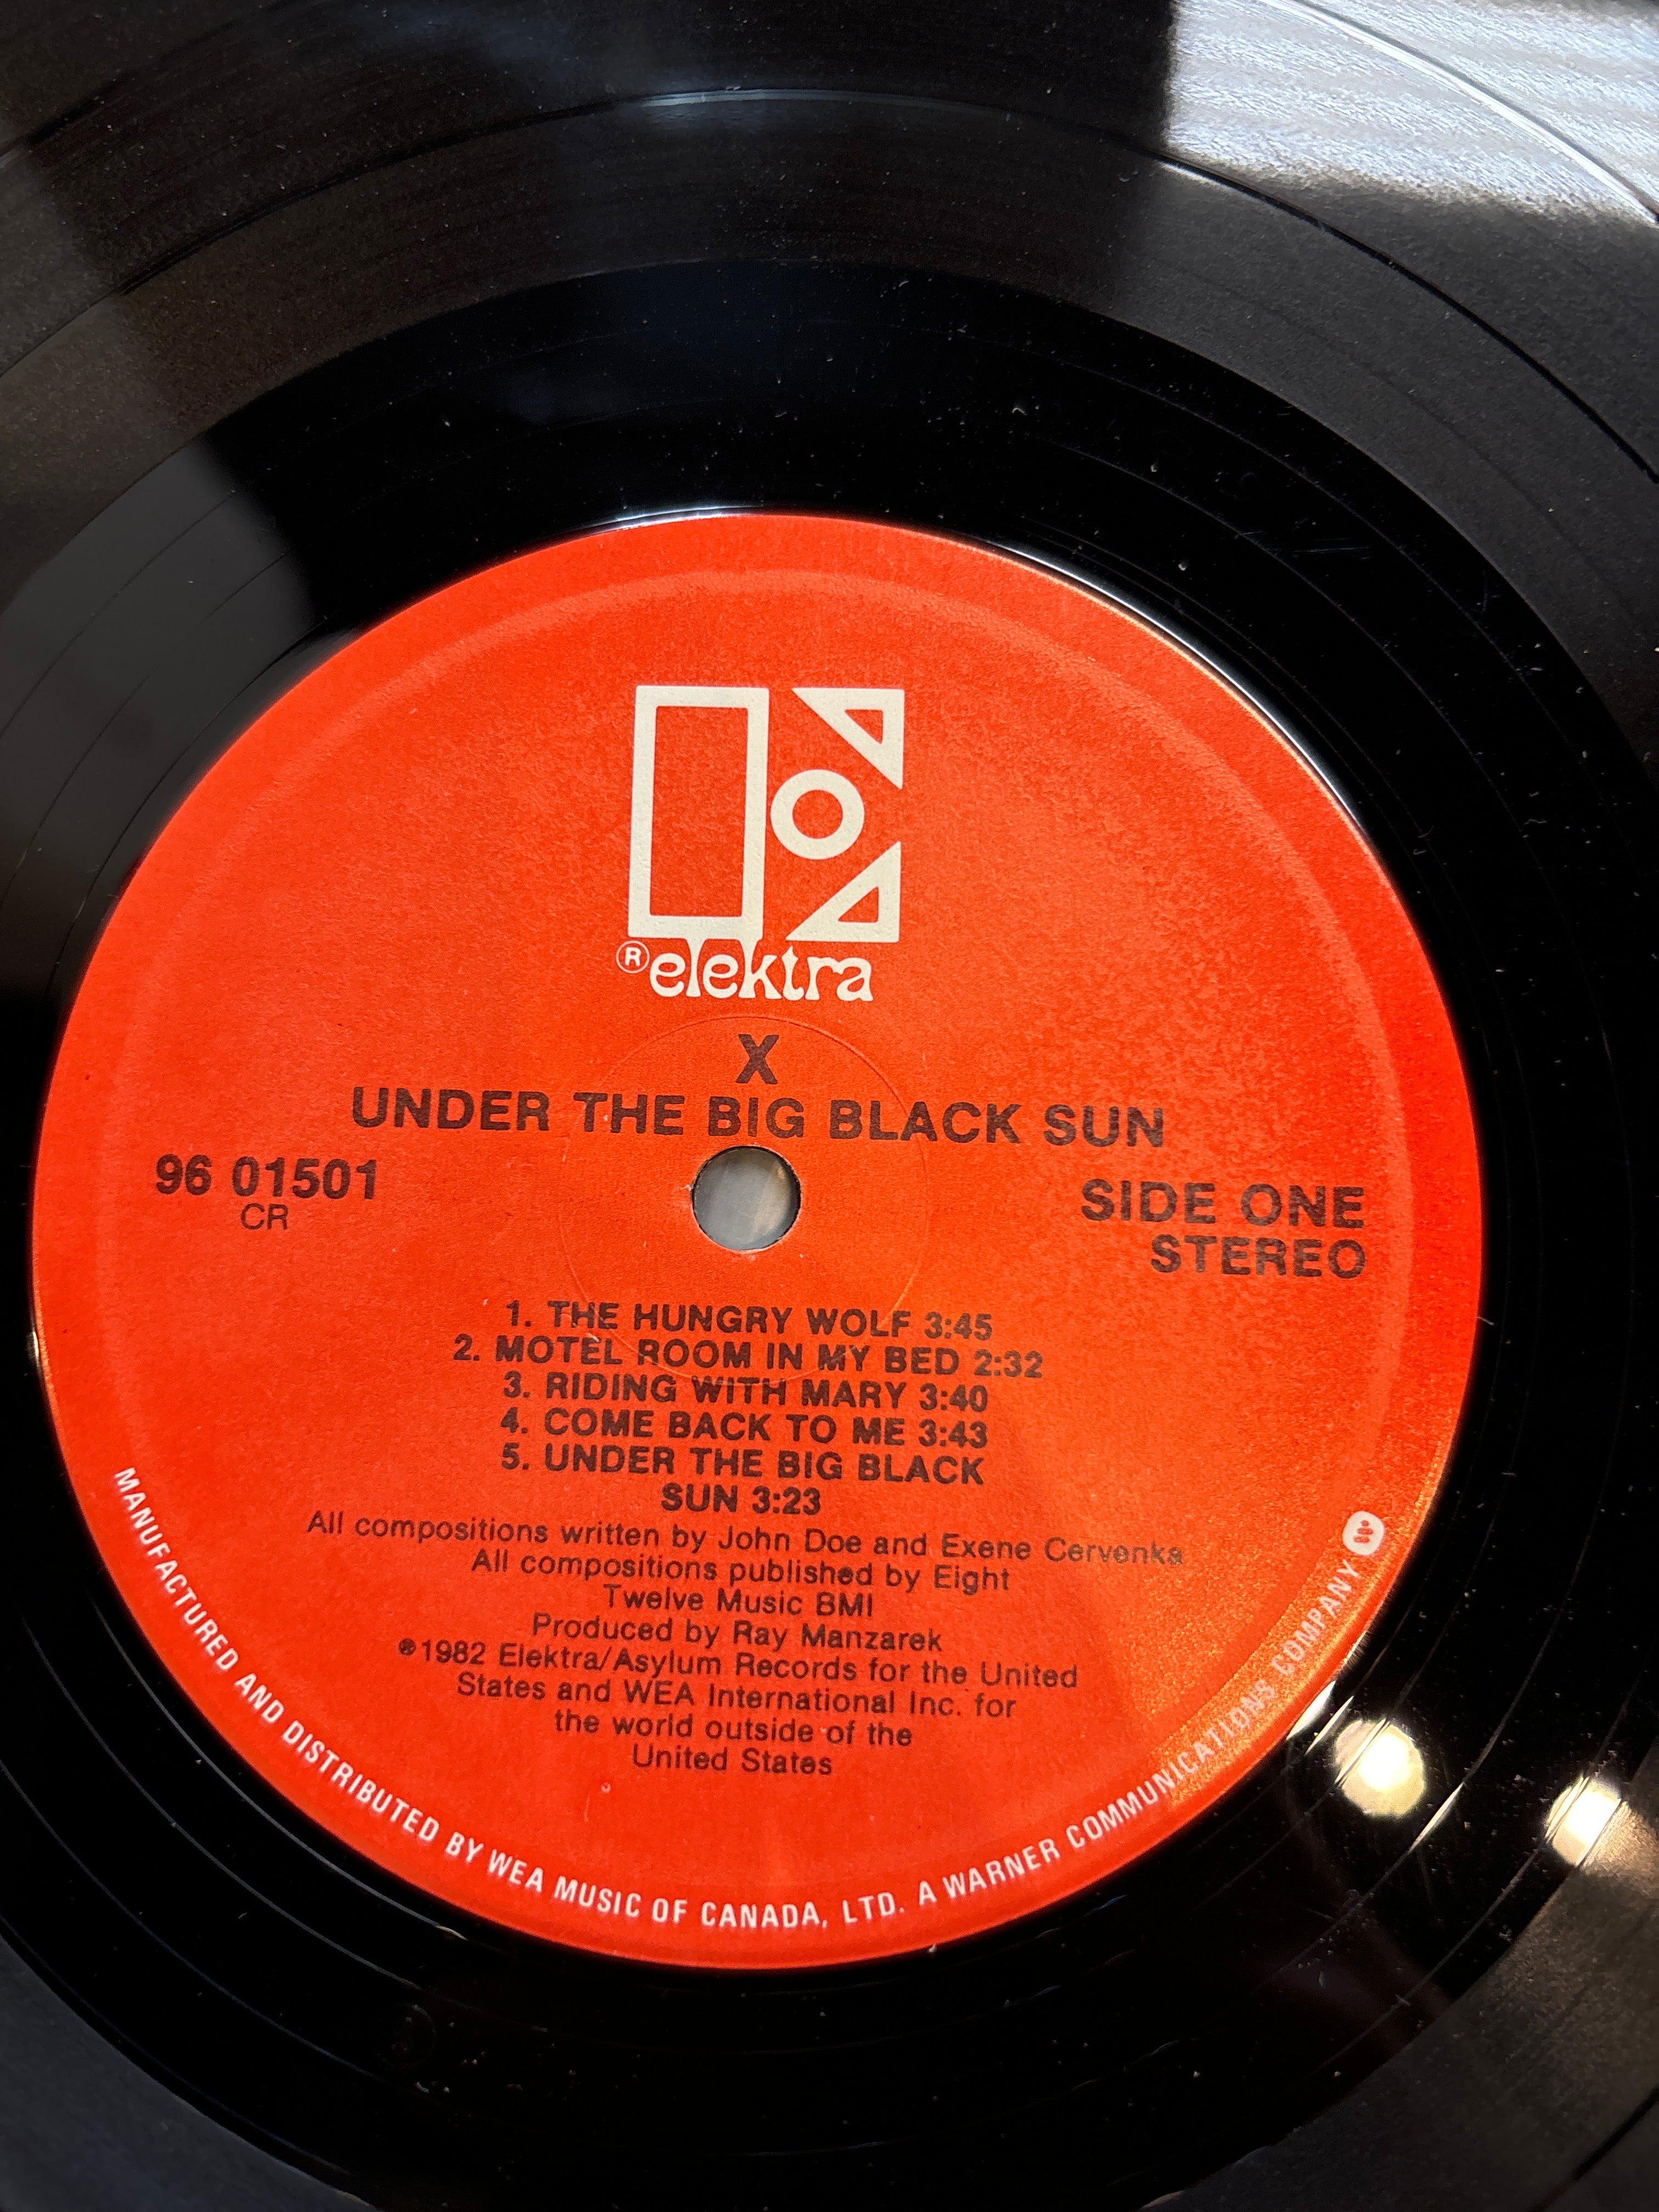 ® elektra
X
UNDER THE BIG BLACK SUN
96 01501
CR
SIDE ONE
STEREO
1. THE HUNGRY WOLF 3:45
2. MOTEL ROOM IN MY BED 2:32
3. RIDING WITH MARY 3:40
4. COME BACK TO ME 3:43
5. UNDER THE BIG BLACK
SUN 3:23
All compositions written by John Doe and Exene Cervenka
All compositions published by Eight
Twelve Music BMI
Produced by Ray Manzarek
℗1982 Elektra/Asylum Records for the United
States and WEA International Inc. for
the world outside of the
United States
MANUFACTURED AND DISTRIBUTED BY WEA MUSIC OF CANADA, LTD. A WARNER COMMUNICATIONS COMPANY